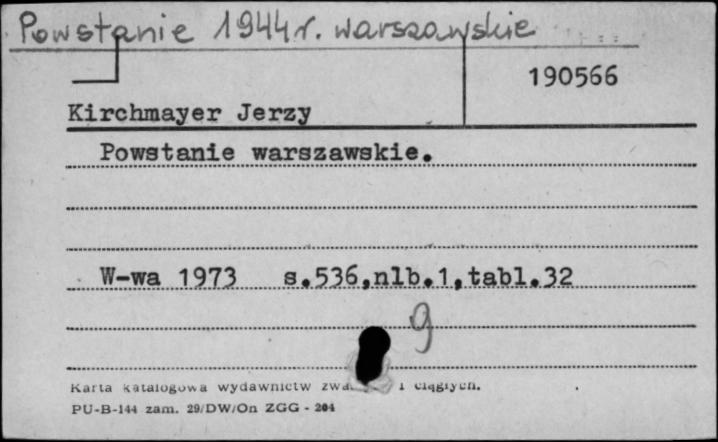 Powstanie 1944 r. warszawskie
190566
Kirchmayer Jerzy
Powstanie warszawskie.
W-wa 1973 s.536,nlb.1,tabl.32
9
Karta katalogowa wydawnictw i ciągłych.
PU-B-144 zam. 29/DW/On ZGG - 204